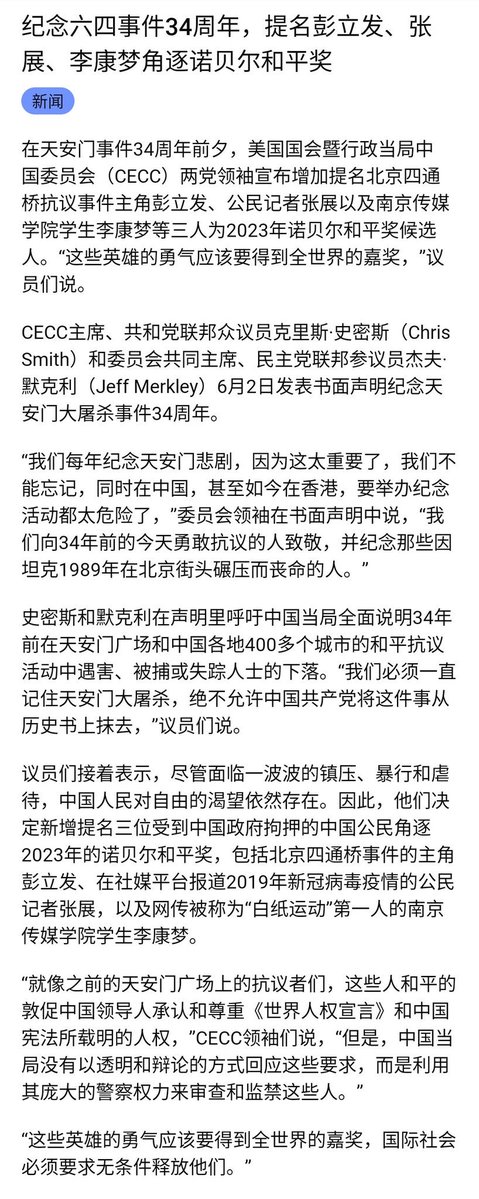 纪念六四事件34周年，提名彭立发、张
展、李康梦角逐诺贝尔和平奖
新闻
在天安门事件34周年前夕，美国国会暨行政当局中
国委员会（CECC）两党领袖宣布增加提名北京四通
桥抗议事件主角彭立发、公民记者张展以及南京传媒
学院学生李康梦等三人为2023年诺贝尔和平奖候选
人。“这些英雄的勇气应该要得到全世界的嘉奖，”议
员们说。
CECC主席、共和党联邦众议员克里斯·史密斯（Chris
Smith）和委员会共同主席、民主党联邦参议员杰夫·
默克利（Jeff Merkley）6月2日发表书面声明纪念天
安门大屠杀事件34周年。
“我们每年纪念天安门悲剧，因为这太重要了，我们不
能忘记，同时在中国，甚至如今在香港，要举办纪念
活动都太危险了，”委员会领袖在书面声明中说，“我
们向34年前的今天勇敢抗议的人致敬，并纪念那些因
坦克1989年在北京街头碾压而丧命的人。”
史密斯和默克利在声明里呼吁中国当局全面说明34年
前在天安门广场和中国各地400多个城市的和平抗议
活动中遇害、被捕或失踪人士的下落。“我们必须一直
记住天安门大屠杀，绝不允许中国共产党将这件事从
历史书上抹去，”议员们说。
议员们接着表示，尽管面临一波波的镇压、暴行和虐
待，中国人民对自由的渴望依然存在。因此，他们决
定新增提名三位受到中国政府拘押的中国公民角逐
2023年的诺贝尔和平奖，包括北京四通桥事件的主角
彭立发、在社媒平台报道2019年新冠病毒疫情的公民
记者张展，以及网传被称为“白纸运动”第一人的南京
传媒学院学生李康梦。
“就像之前的天安门广场上的抗议者们，这些人和平的
敦促中国领导人承认和尊重《世界人权宣言》和中国
宪法所载明的人权，”CECC领袖们说，“但是，中国当
局没有以透明和辩论的方式回应这些要求，而是利用
其庞大的警察权力来审查和监禁这些人。”
“这些英雄的勇气应该要得到全世界的嘉奖，国际社会
必须要求无条件释放他们。”